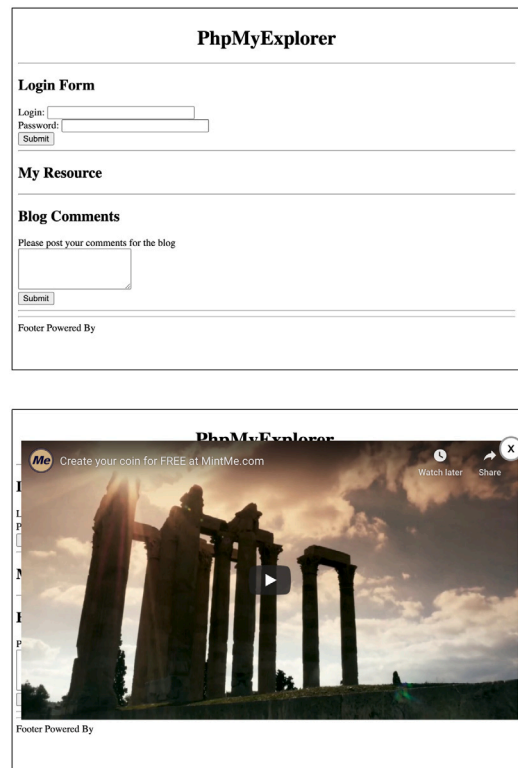 PhpMyExplorer
Login Form
Login:
Password:
Submit
My Resource
Blog Comments
Please post your comments for the blog
Submit
Footer Powered By
PhpMyExplorer
X
Me Create your coin for FREE at MintMe.com
Watch later Share
Footer Powered By